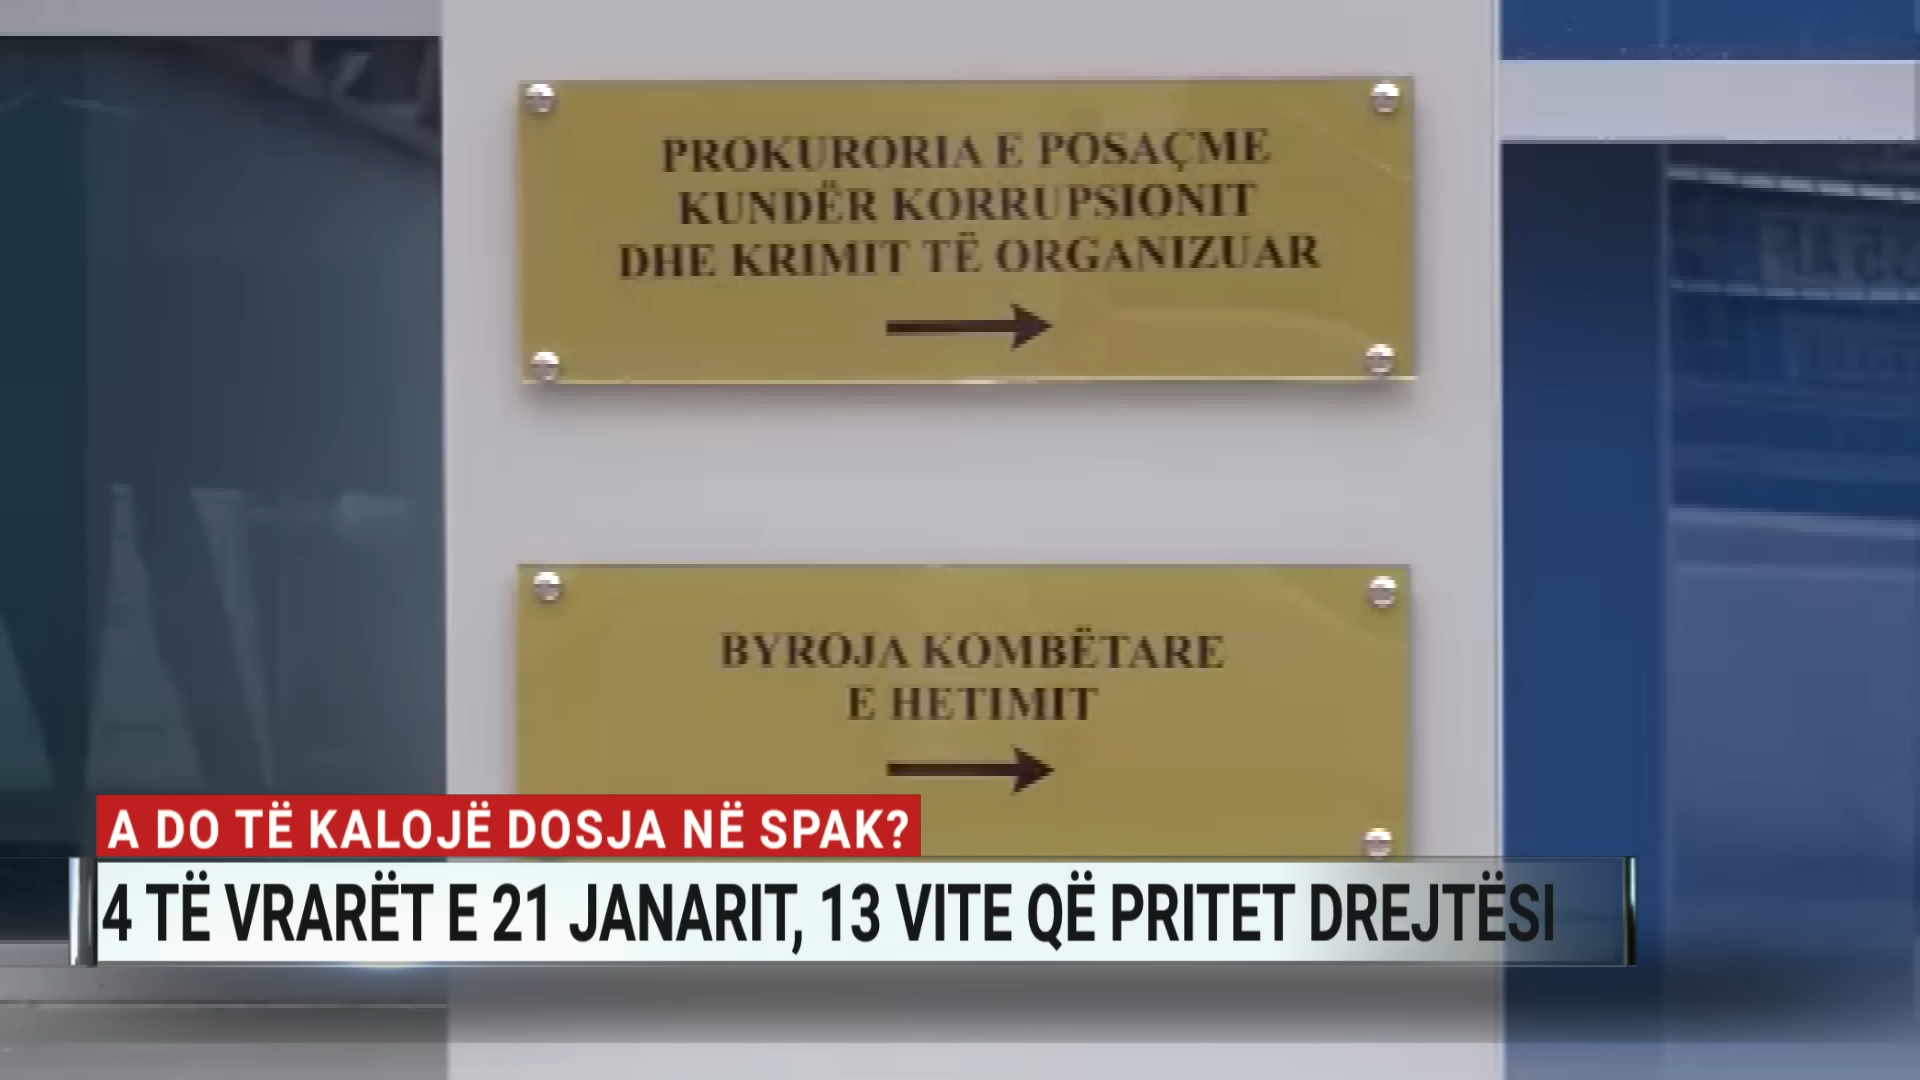 PROKURORIA E POSAÇME
KUNDËR KORRUPSIONIT
DHE KRIMIT TË ORGANIZUAR
BYROJA KOMBËTARE
E HETIMIT
A DO TË KALOJË DOSJA NË SPAK?
4 TË VRARËT E 21 JANARIT, 13 VITE QË PRITET DREJTËSI